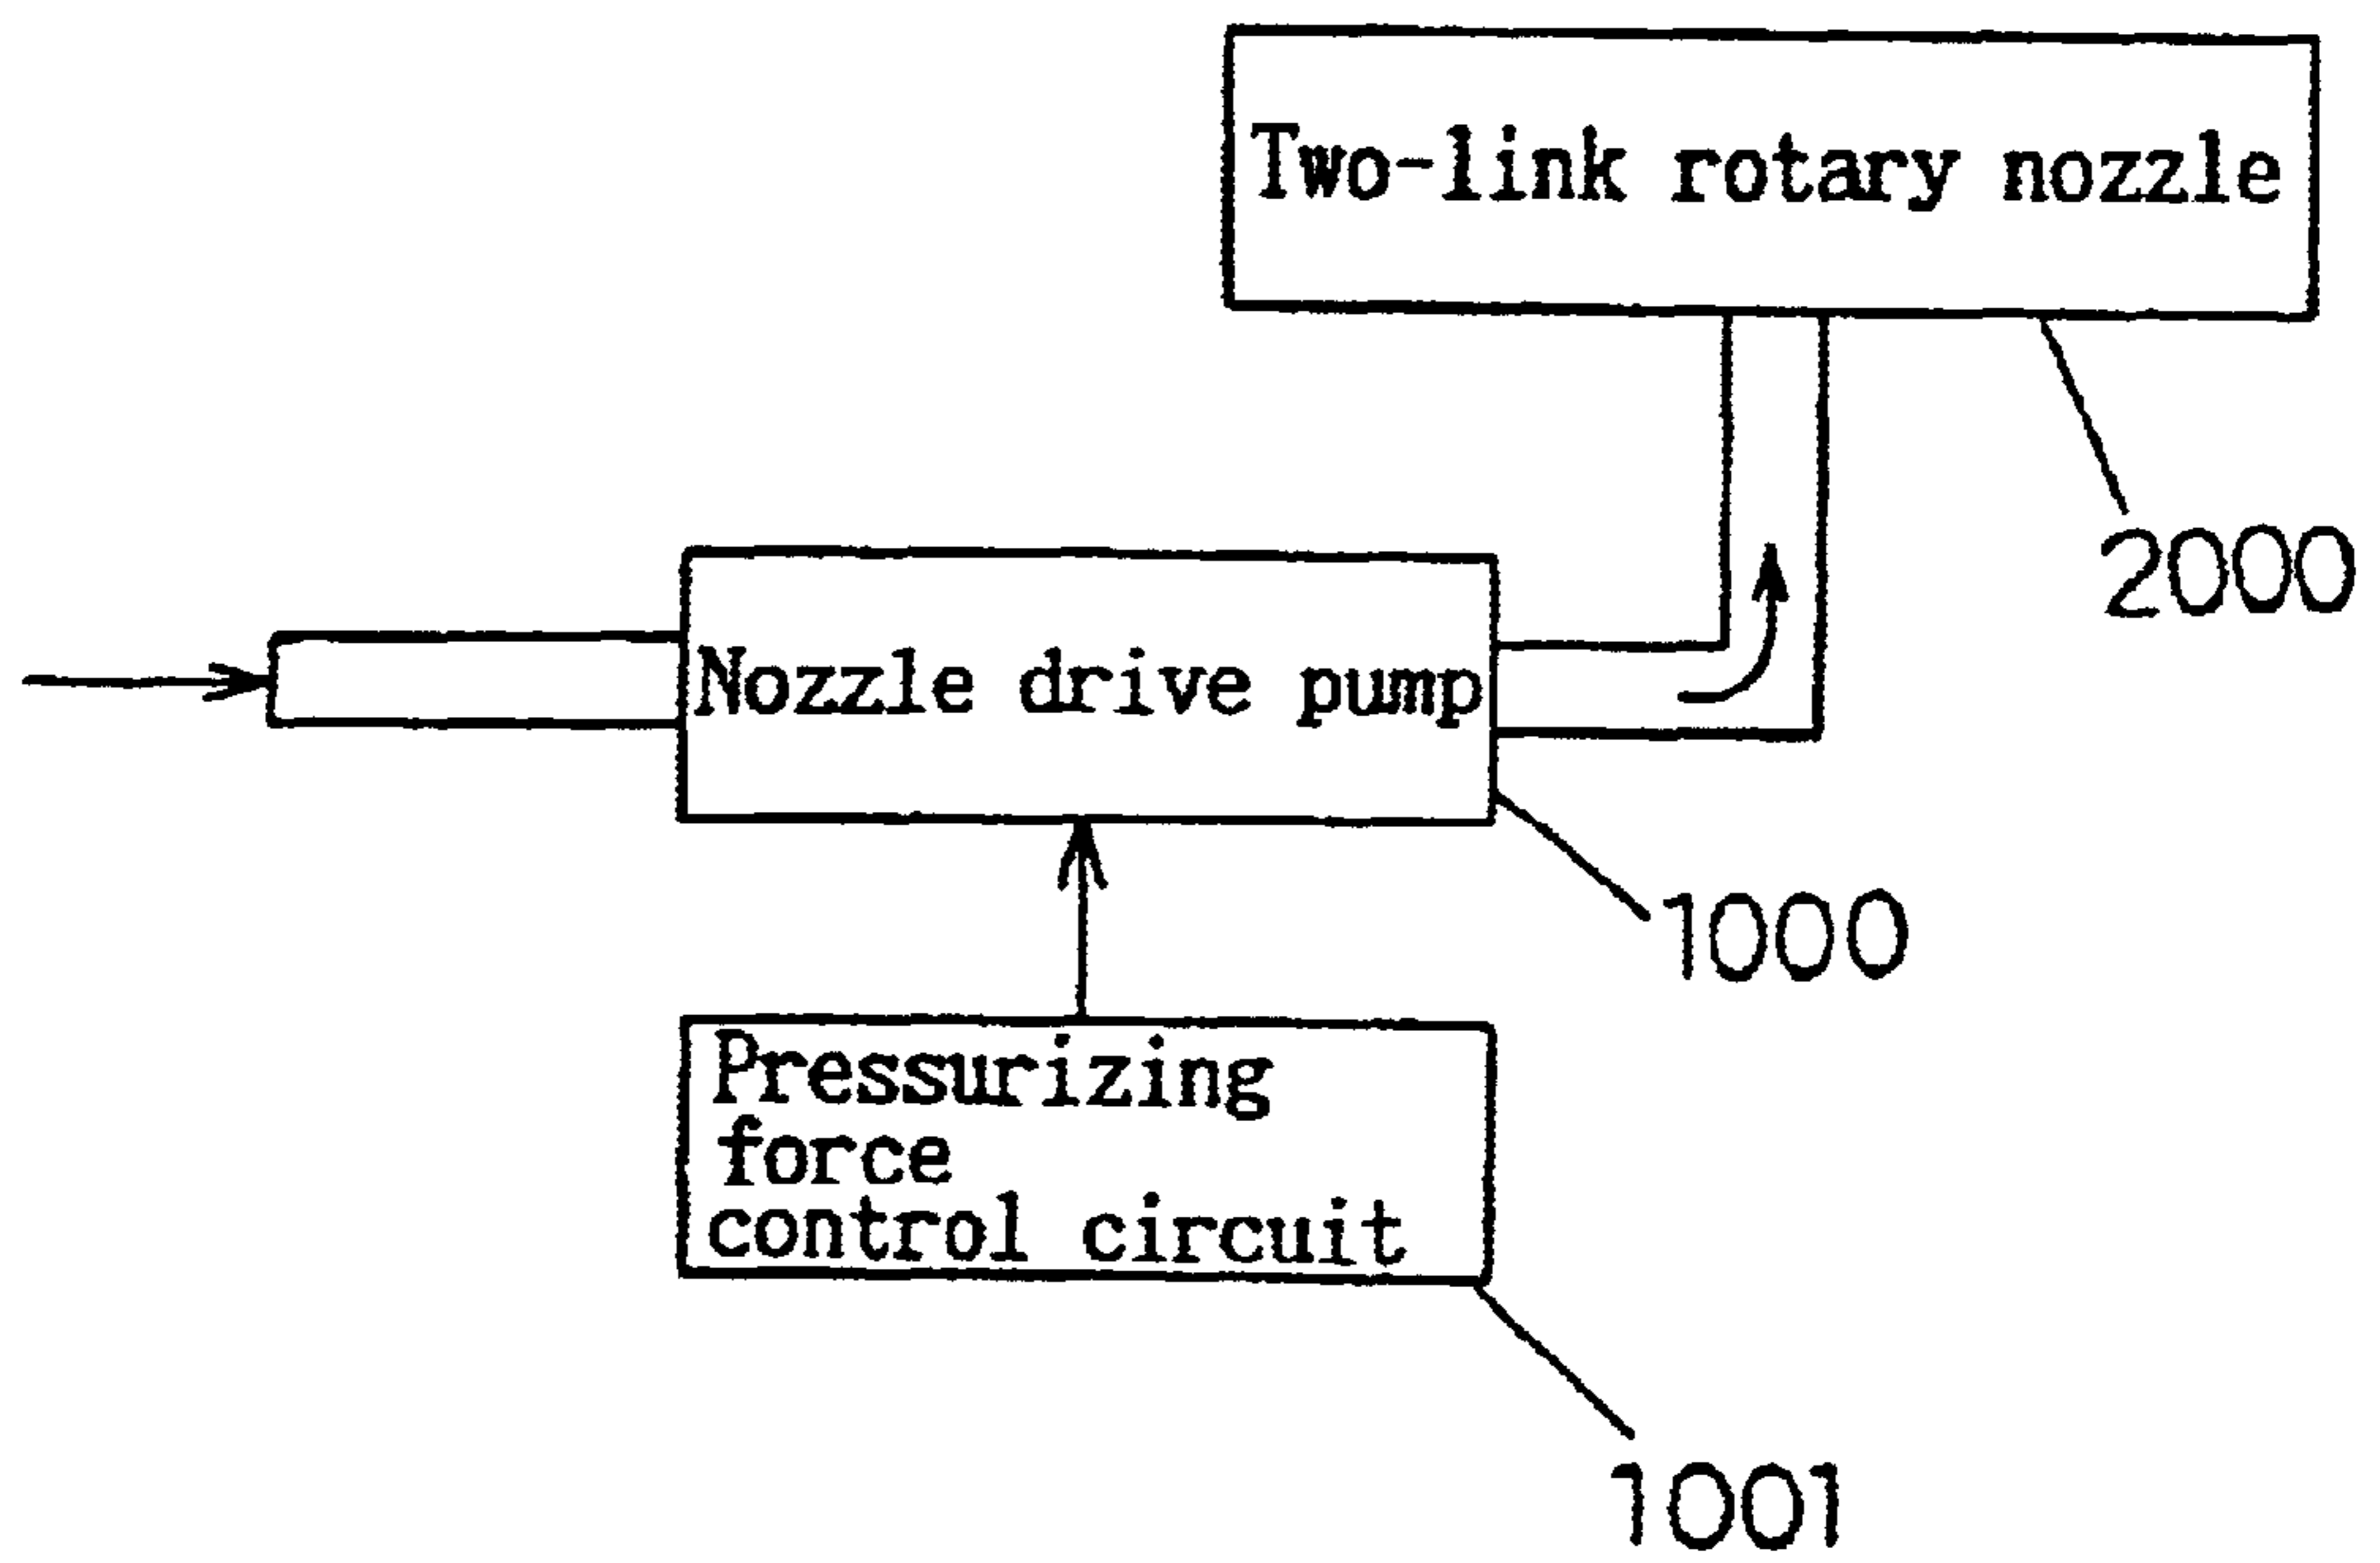 Two-link rotary nozzle
2000
Nozzle drive pump
1000
Pressurizing
force
control circuit
1001